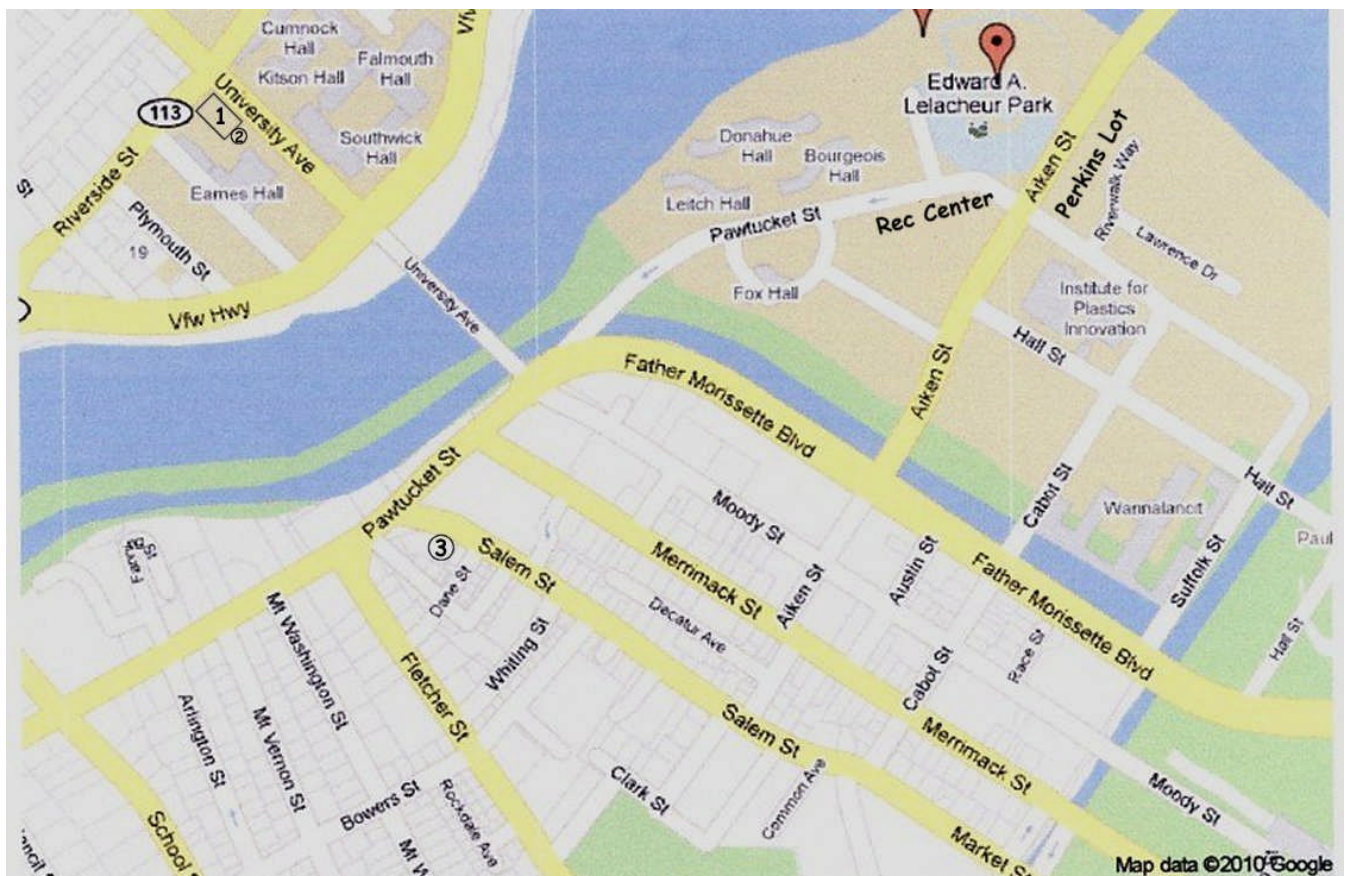 Cumnock
Hall
Vfw
Falmouth
Hall
Kitson Hall
113
1
②
University Ave
Southwick
Hall
Eames Hall
St
Riverside St
Plymouth St
19
Vfw Hwy
University Ave
Edward A.
Lelacheur Park
Donahue
Hall
Bourgeois
Hall
Leitch Hall
Pawtucket St
Rec Center
Aiken St
Perkins Lot
Riverwalk Way
Lawrence Dr
Fox Hall
Institute for
Plastics
Innovation
Hall St
Aiken St
Father Morissette Blvd
Pawtucket St
Cabot St
Wannalancit
Hall St
Suffolk St
Paul
Moody St
Merrimack St
③
Salem St
Dane St
Decatur Ave
Aiken St
Austin St
Father Morissette Blvd
Hall St
Race St
Cabot St
Whiting St
Mt Washington St
Fletcher St
Arlington St
Mt Vernon St
Salem St
Merrimack St
Moody St
Bowers St
Rockdale Ave
Clark St
Common Ave
School S
Mt W
Market St
Map data ©2010 Google